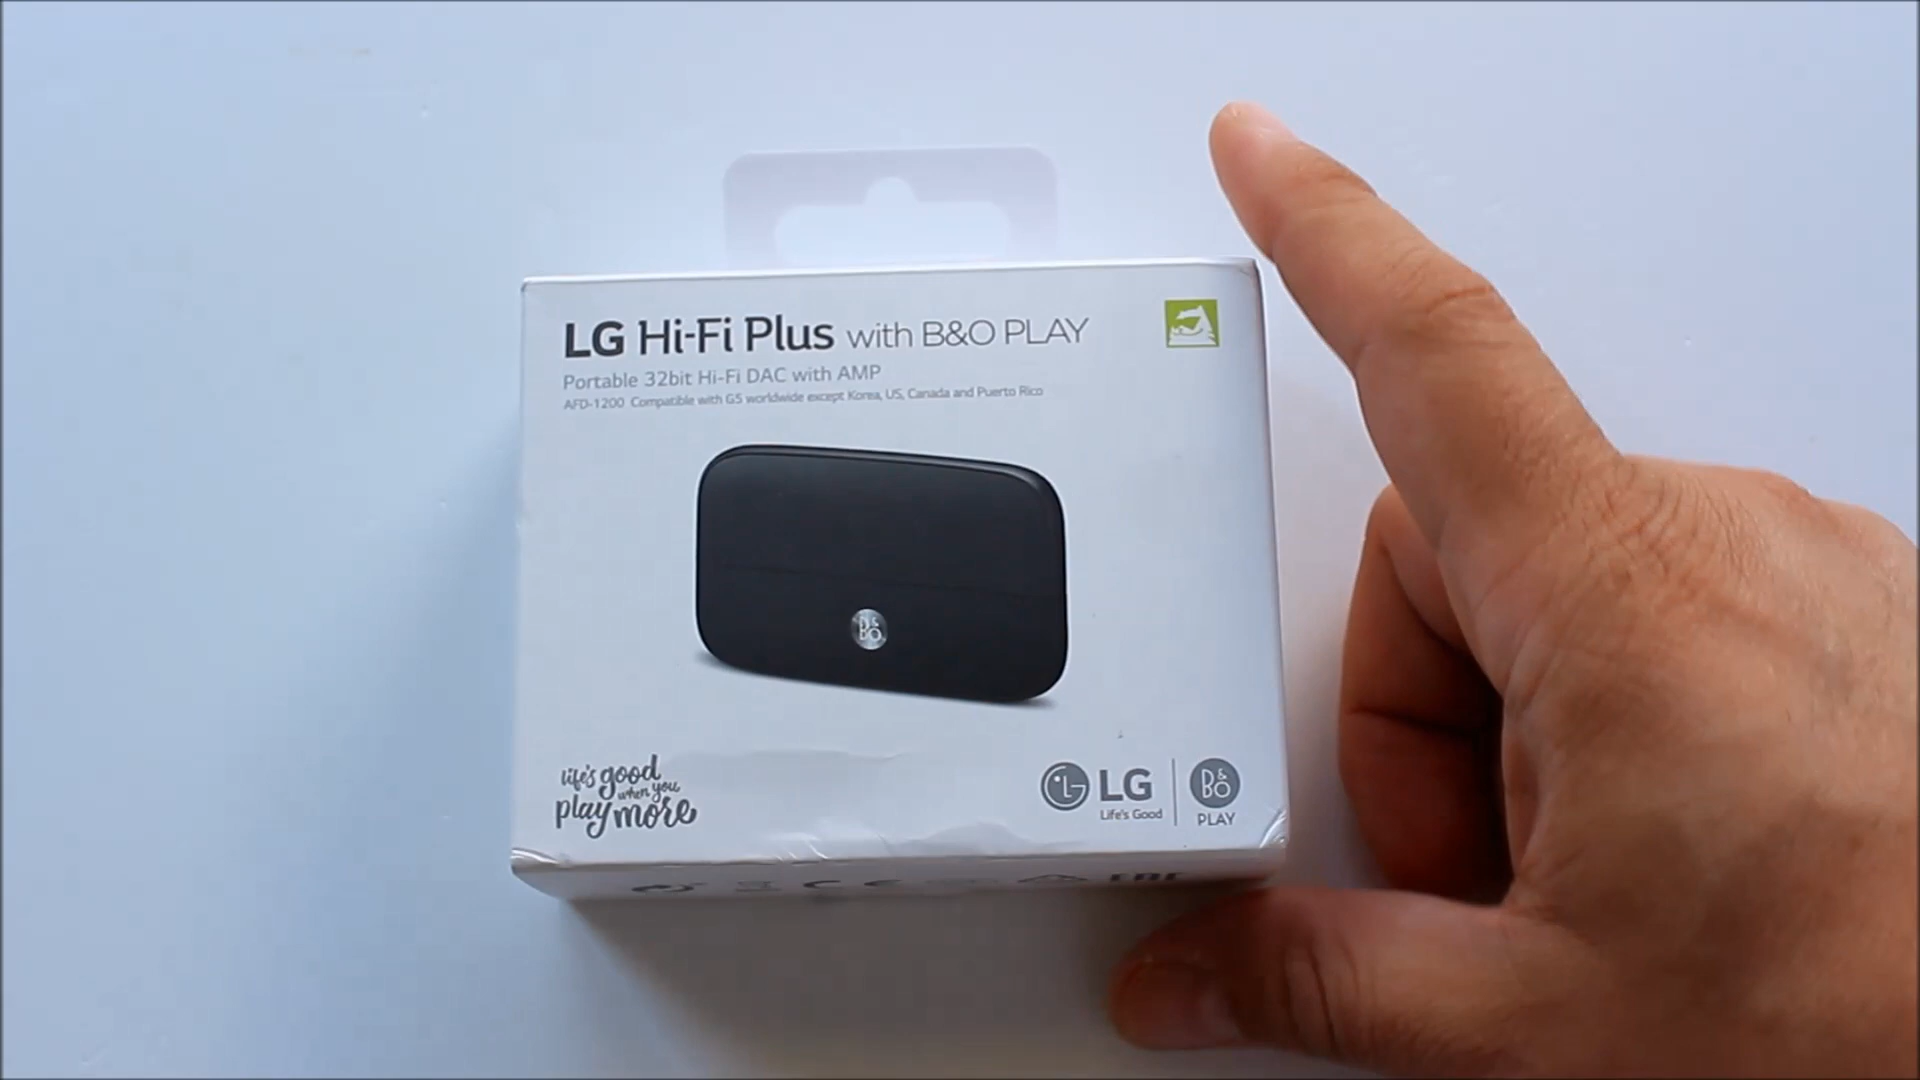 LG Hi-Fi Plus with B&O PLAY
Portable 32bit Hi-Fi DAC with AMP
AFD-1200 Compatible with G5 worldwide except Korea, US, Canada and Puerto Rico
B&O
life's good
when you
play more
LG
Life's Good
B&O
PLAY